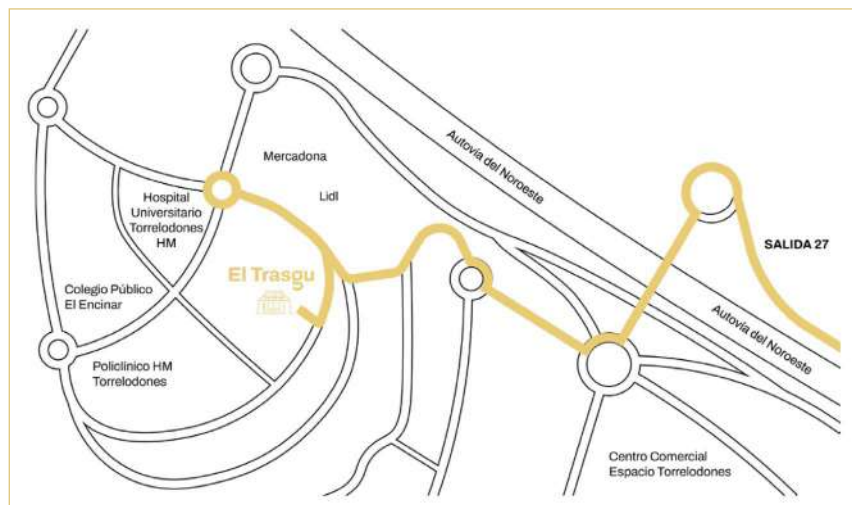 Autovía del Noroeste
Mercadona
Lidl
Hospital
Universitario
Torrelodones
HM
SALIDA 27
El Trasgu
Colegio Público
El Encinar
Autovía del Noroeste
Policlínico HM
Torrelodones
Centro Comercial
Espacio Torrelodones